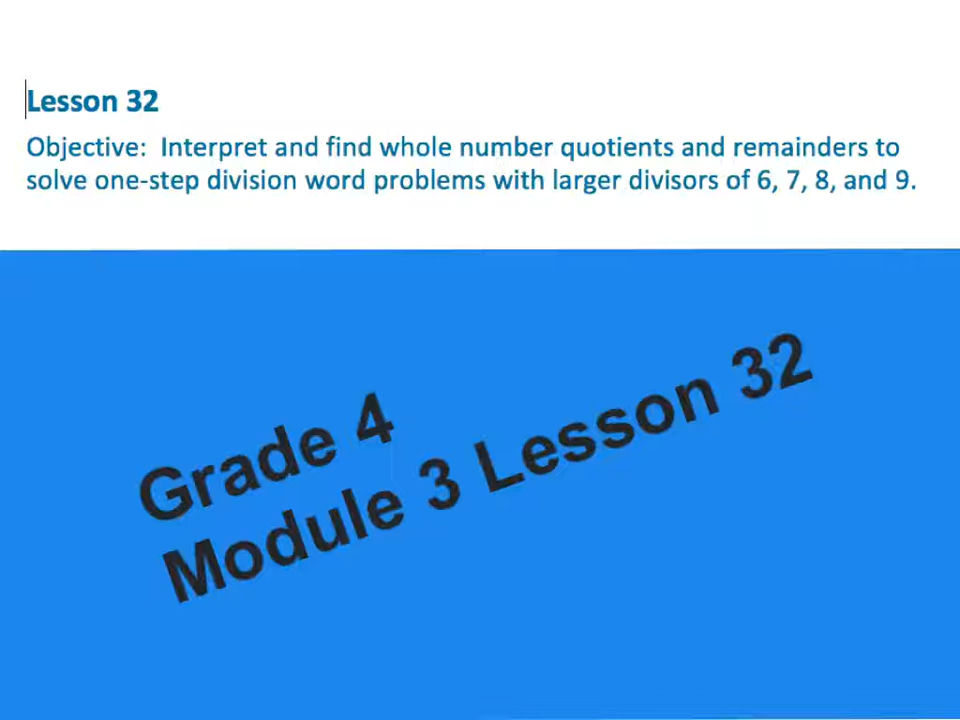 Lesson 32
Objective:  Interpret and find whole number quotients and remainders to
solve one-step division word problems with larger divisors of 6, 7, 8, and 9.
Grade 4
Module 3 Lesson 32